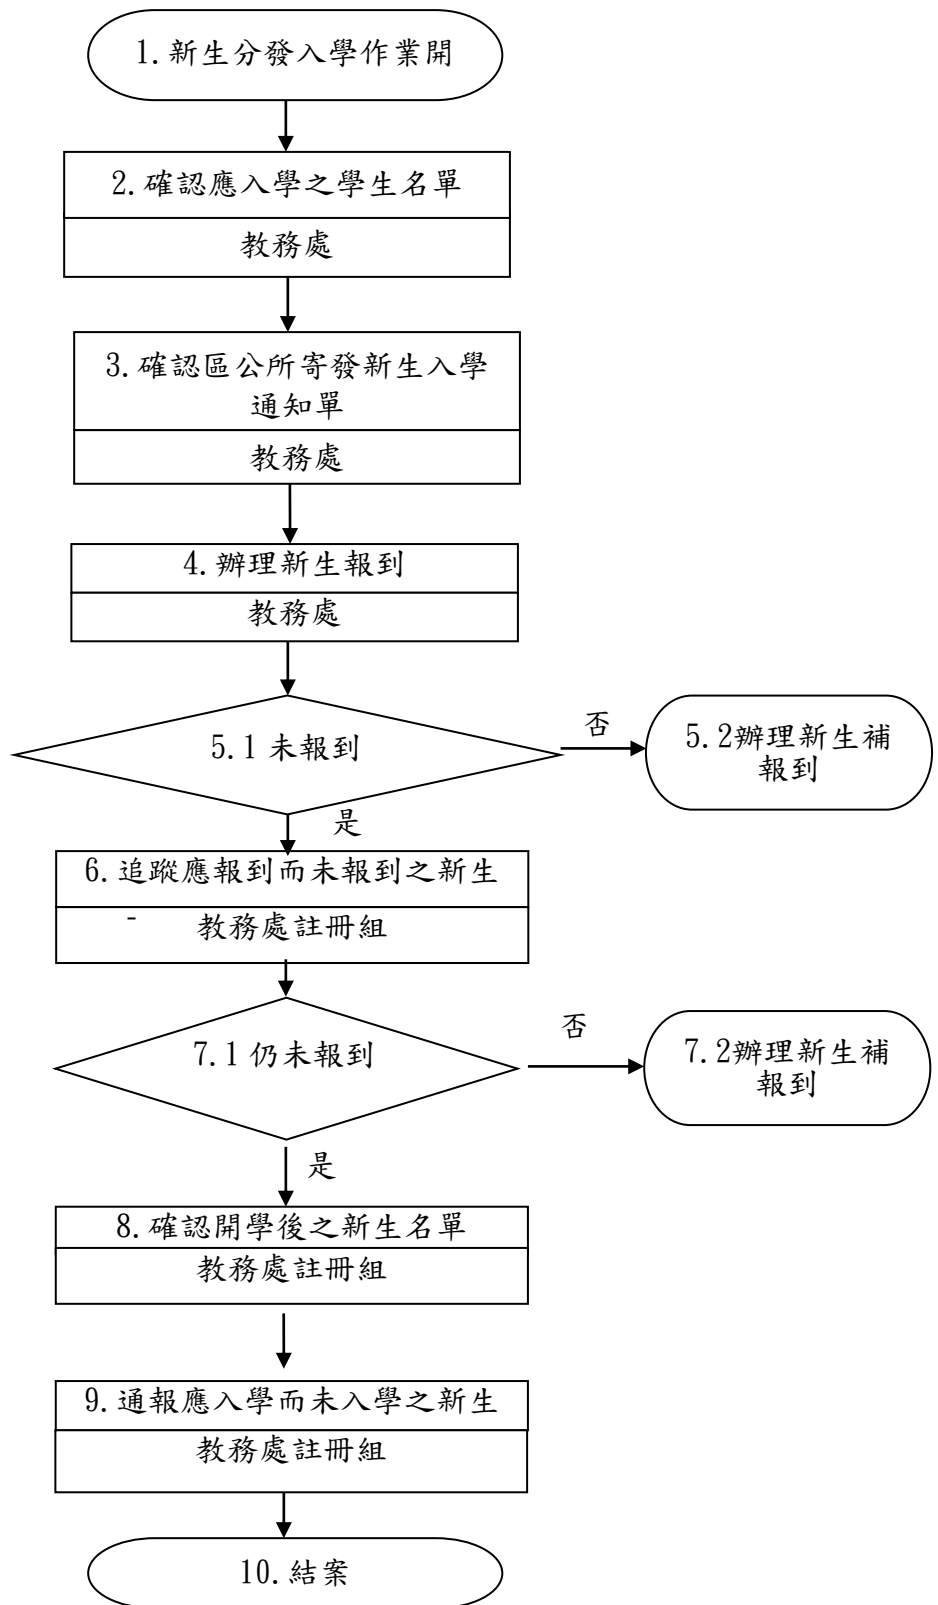 1.新生分發入學作業開
2.確認應入學之學生名單
教務處
3.確認區公所寄發新生入學
通知單
教務處
4.辦理新生報到
教務處
5.1 未報到
否
5.2辦理新生補
報到
是
6.追蹤應報到而未報到之新生
- 教務處註冊組
7.1 仍未報到
否
7.2辦理新生補
報到
是
8.確認開學後之新生名單
教務處註冊組
9.通報應入學而未入學之新生
教務處註冊組
10.結案